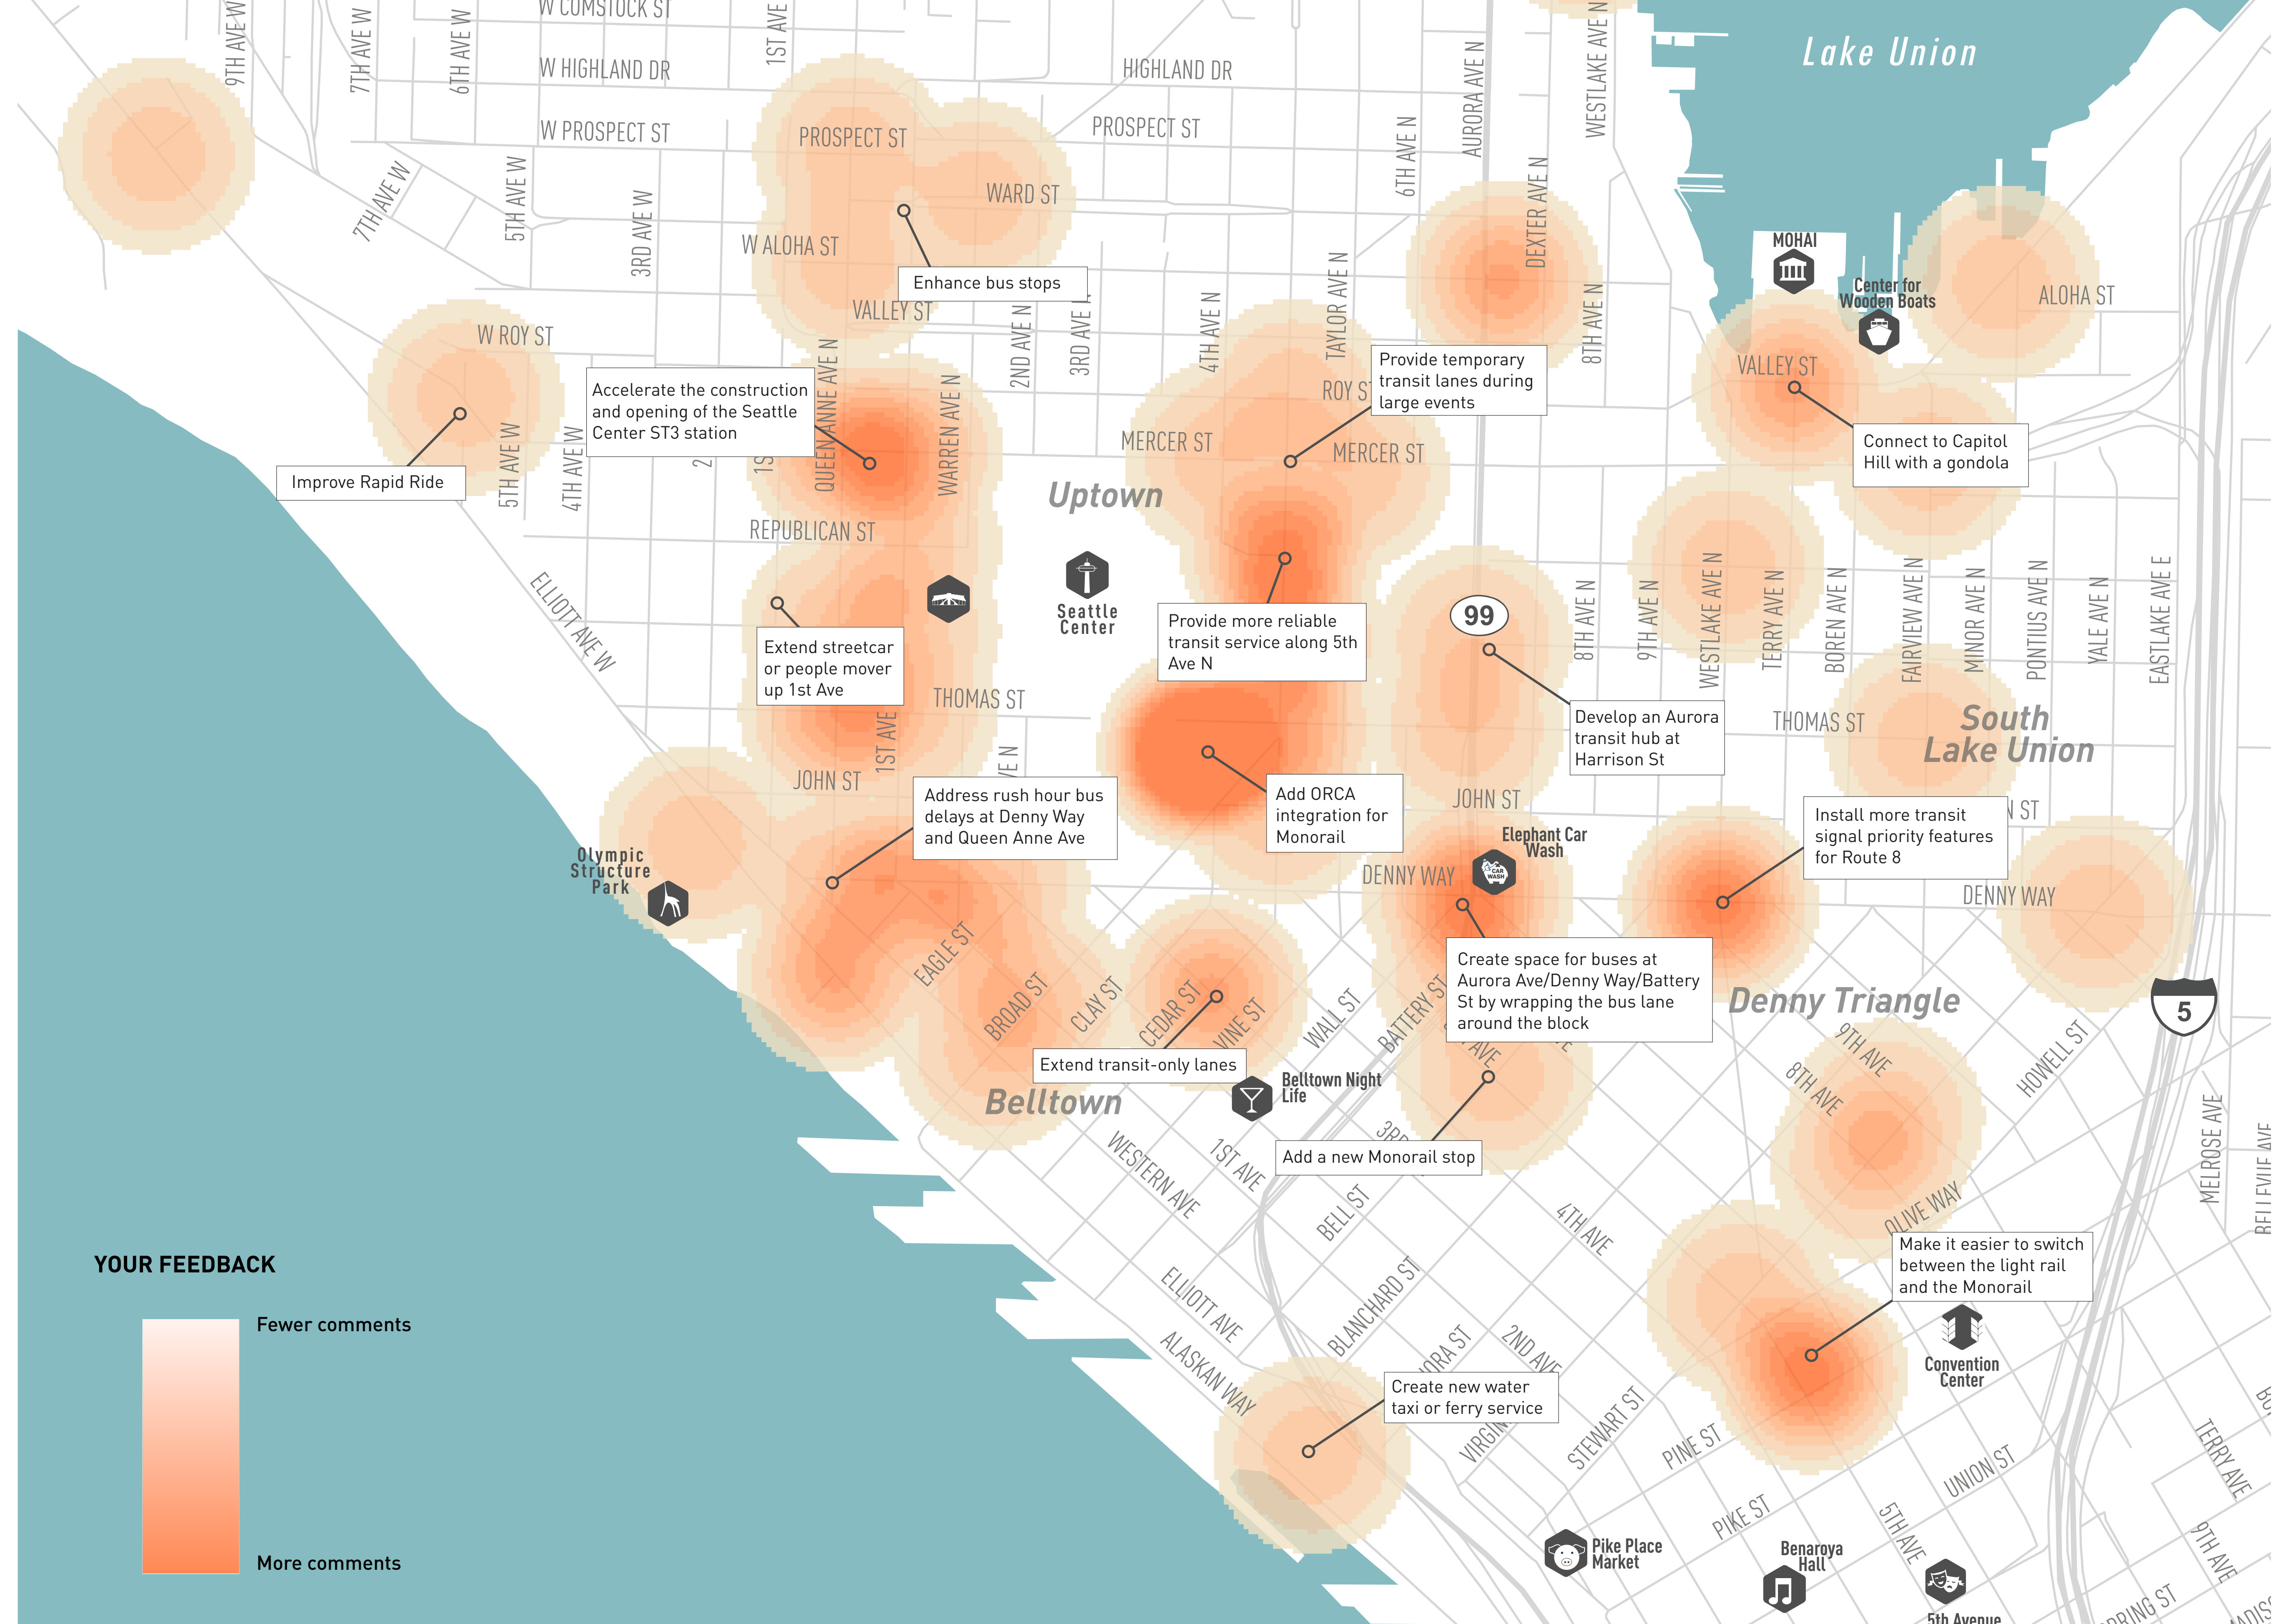 W COMSTOCK ST
9TH AVE W
7TH AVE W
6TH AVE W
1ST AVE
W HIGHLAND DR
HIGHLAND DR
AURORA AVE N
WESTLAKE AVE N
Lake Union
W PROSPECT ST
PROSPECT ST
PROSPECT ST
6TH AVE N
7TH AVE W
5TH AVE W
3RD AVE W
WARD ST
W ALOHA ST
DEXTER AVE N
MOHAI
Enhance bus stops
Center for
Wooden Boats
ALOHA ST
VALLEY ST
2ND AVE N
3RD AVE N
4TH AVE N
TAYLOR AVE N
8TH AVE N
W ROY ST
Provide temporary
transit lanes during
large events
VALLEY ST
Accelerate the construction
and opening of the Seattle
Center ST3 station
QUEEN ANNE AVE N
WARREN AVE N
ROY ST
MERCER ST
MERCER ST
Connect to Capitol
Hill with a gondola
Improve Rapid Ride
5TH AVE W
4TH AVE W
Uptown
REPUBLICAN ST
ELLIOTT AVE W
Seattle
Center
99
Provide more reliable
transit service along 5th
Ave N
Extend streetcar
or people mover
up 1st Ave
8TH AVE N
9TH AVE N
WESTLAKE AVE N
TERRY AVE N
BOREN AVE N
FAIRVIEW AVE N
MINOR AVE N
PONTIUS AVE N
YALE AVE N
EASTLAKE AVE E
THOMAS ST
1ST AVE
Develop an Aurora
transit hub at
Harrison St
THOMAS ST
South
Lake Union
JOHN ST
VE N
Address rush hour bus
delays at Denny Way
and Queen Anne Ave
Add ORCA
integration for
Monorail
JOHN ST
Elephant Car
Wash
CAR
WASH
Install more transit
signal priority features
for Route 8
N ST
Olympic
Structure
Park
DENNY WAY
DENNY WAY
EAGLE ST
BROAD ST
CLAY ST
CEDAR ST
VINE ST
WALL ST
BATTERY ST
Create space for buses at
Aurora Ave/Denny Way/Battery
St by wrapping the bus lane
around the block
Denny Triangle
5
Extend transit-only lanes
Belltown Night
Life
Belltown
9TH AVE
8TH AVE
HOWELL ST
MELROSE AVE
BELLEVUE AVE
Add a new Monorail stop
3RD
WESTERN AVE
1ST AVE
BELL ST
4TH AVE
OLIVE WAY
Make it easier to switch
between the light rail
and the Monorail
YOUR FEEDBACK
Fewer comments
More comments
ELLIOTT AVE
BLANCHARD ST
ALASKAN WAY
2ND AVE
Convention
Center
Create new water
taxi or ferry service
STEWART ST
PINE ST
UNION ST
TERRY AVE
PIKE ST
5TH AVE
9TH AVE
Pike Place
Market
Benaroya
Hall
5th Avenue